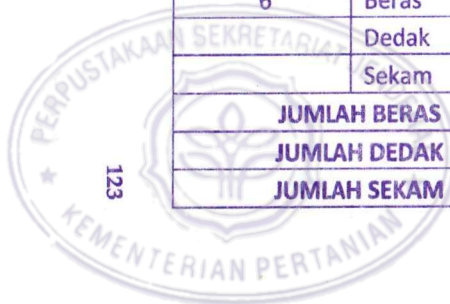 6 Beras
Dedak
Sekam
JUMLAH BERAS
JUMLAH DEDAK
JUMLAH SEKAM
123
PERPUSTAKAAN SEKRETARIAT
KEMENTERIAN PERTANIAN